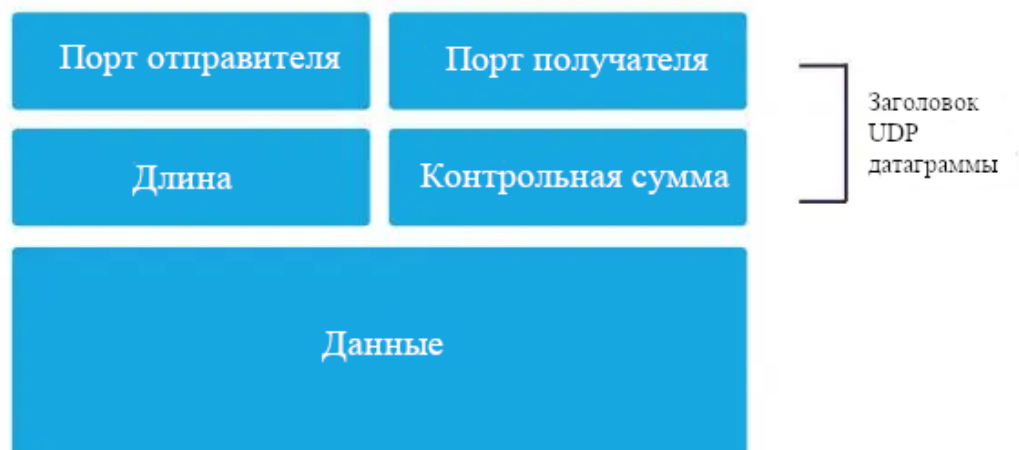 Порт отправителя
Порт получателя
Длина
Контрольная сумма
Заголовок
UDP
датаграммы
Данные